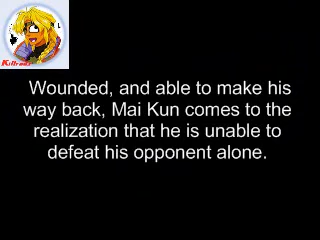 Killrazor
Wounded, and able to make his
way back, Mai Kun comes to the
realization that he is unable to
defeat his opponent alone.